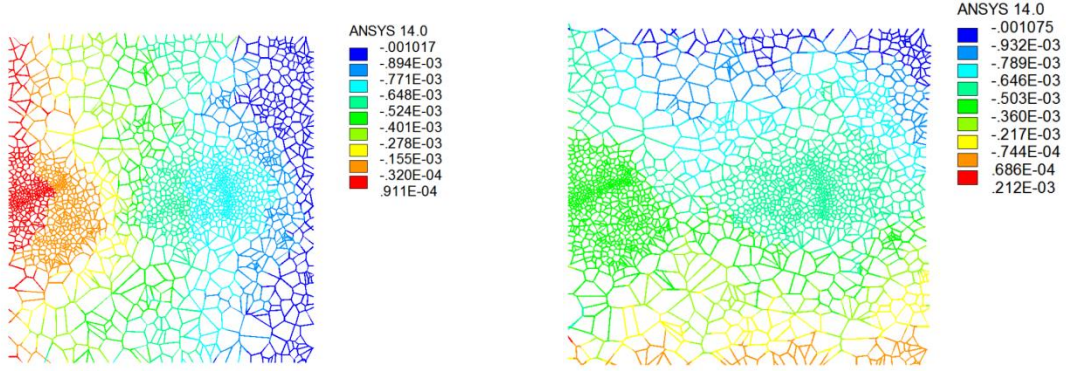 ANSYS 14.0
-.001017
-.894E-03
-.771E-03
-.648E-03
-.524E-03
-.401E-03
-.278E-03
-.155E-03
-.320E-04
.911E-04
ANSYS 14.0
-.001075
-.932E-03
-.789E-03
-.646E-03
-.503E-03
-.360E-03
-.217E-03
-.744E-04
.686E-04
.212E-03